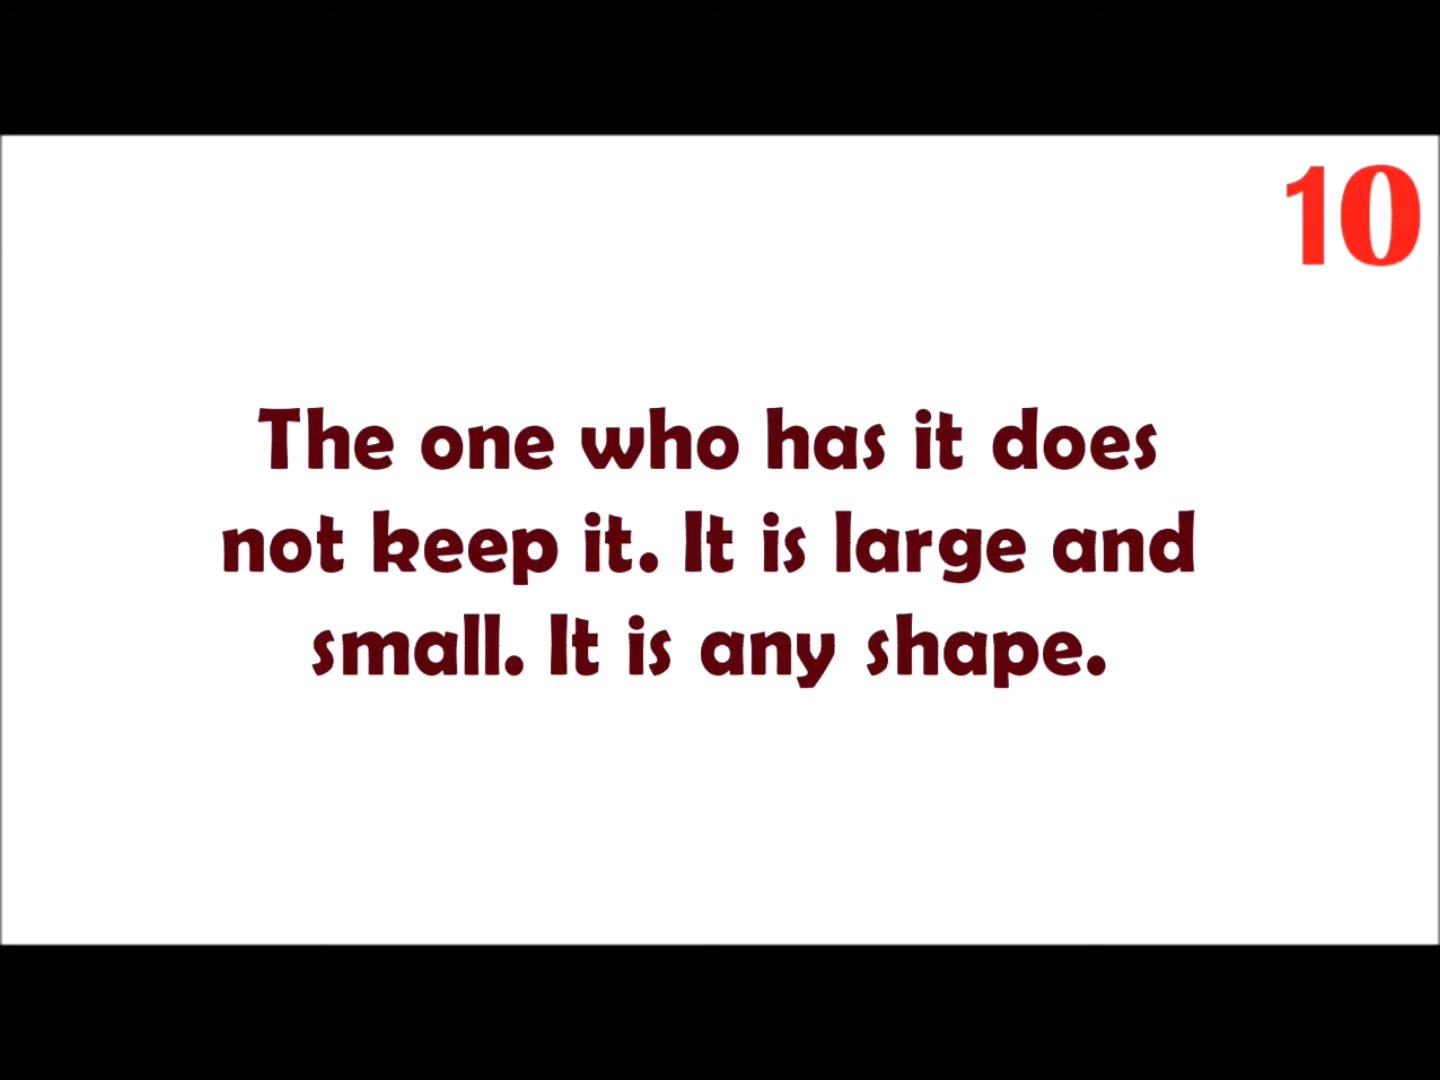 10
The one who has it does
not keep it. It is large and
small. It is any shape.